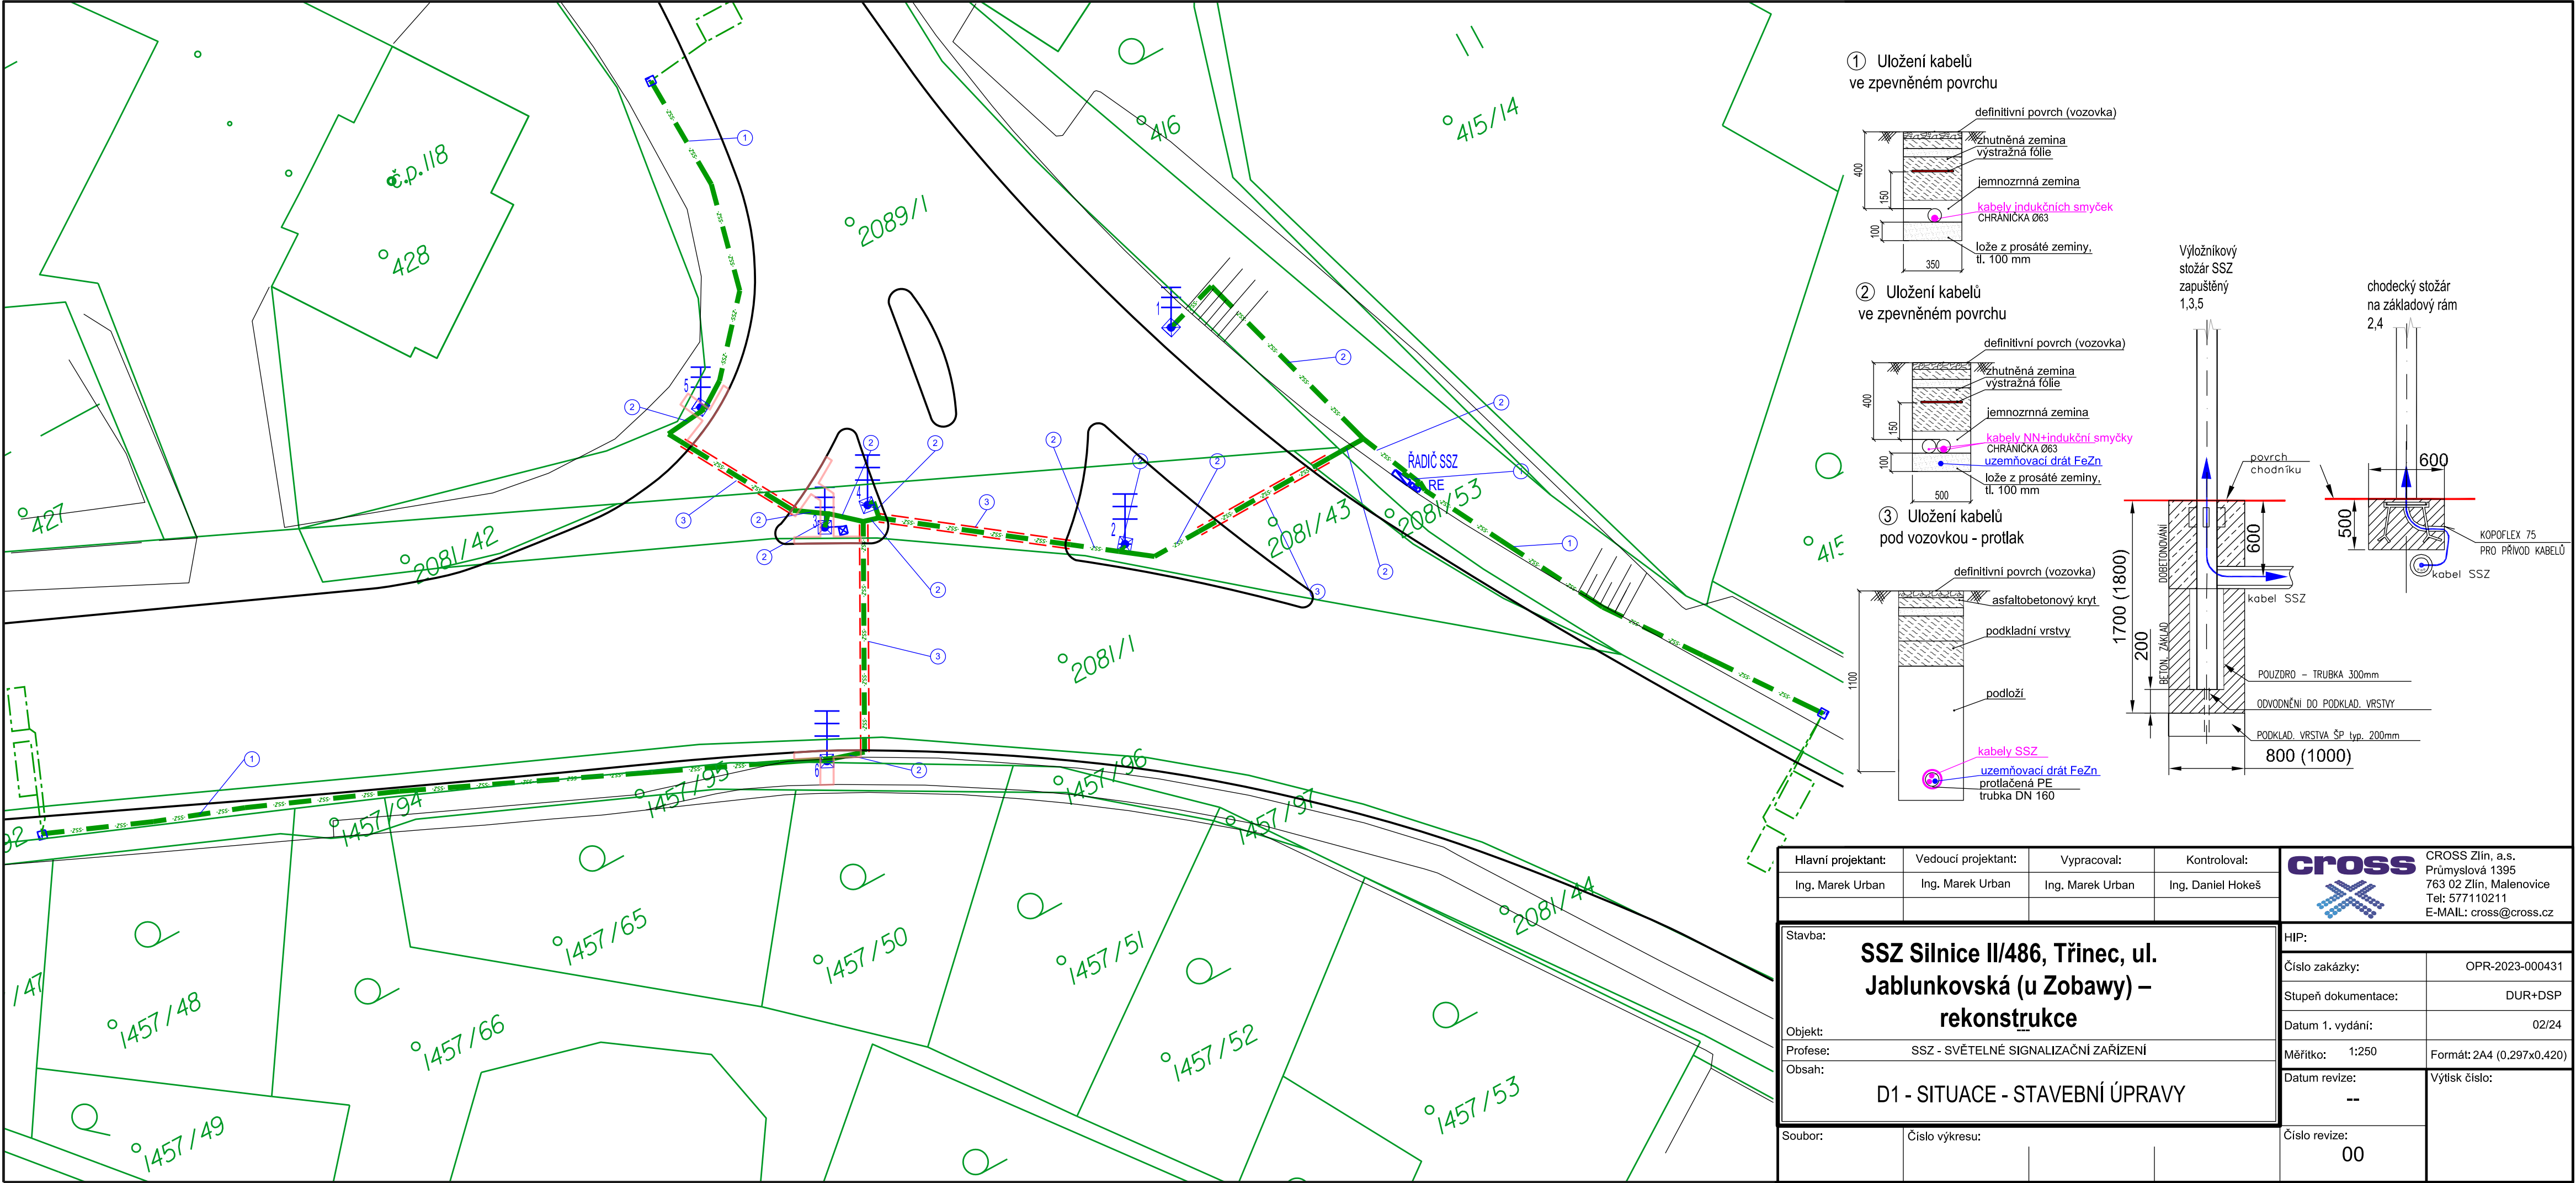 č.p.118
428
427
2081/42
2089/1
416
415/14
2081/43
2081/53
2081/1
1457/94
1457/95
1457/96
1457/97
2081/44
1457/65
1457/50
1457/51
1457/52
1457/53
1457/48
1457/66
1457/49
/47
92
415
ŘADIČ SSZ
RE
1
2
4
5
6
1 Uložení kabelů
ve zpevněném povrchu
definitivní povrch (vozovka)
zhutněná zemina
výstražná fólie
jemnozrnná zemina
kabely indukčních smyček
CHRÁNIČKA Ø63
lože z prosáté zeminy,
tl. 100 mm
400
150
100
350
2 Uložení kabelů
ve zpevněném povrchu
definitivní povrch (vozovka)
zhutněná zemina
výstražná fólie
jemnozrnná zemina
kabely NN+indukční smyčky
CHRÁNIČKA Ø63
uzemňovací drát FeZn
lože z prosáté zeminy,
tl. 100 mm
400
150
100
500
3 Uložení kabelů
pod vozovkou - protlak
definitivní povrch (vozovka)
asfaltobetonový kryt
podkladní vrstvy
podloží
kabely SSZ
uzemňovací drát FeZn
protlačená PE
trubka DN 160
1100
Výložníkový
stožár SSZ
zapuštěný
1,3,5
chodecký stožár
na základový rám
2,4
povrch
chodníku
600
500
600
KOPOFLEX 75
PRO PŘÍVOD KABELŮ
kabel SSZ
kabel SSZ
DOBETONOVÁNÍ
BETON. ZÁKLAD
1700 (1800)
200
POUZDRO – TRUBKA 300mm
ODVODNĚNÍ DO PODKLAD. VRSTVY
PODKLAD. VRSTVA ŠP typ. 200mm
800 (1000)
Hlavní projektant: Vedoucí projektant: Vypracoval: Kontroloval:
Ing. Marek Urban Ing. Marek Urban Ing. Marek Urban Ing. Daniel Hokeš
cross
CROSS Zlín, a.s.
Průmyslová 1395
763 02 Zlín, Malenovice
Tel: 577110211
E-MAIL: cross@cross.cz
Stavba:
SSZ Silnice II/486, Třinec, ul.
Jablunkovská (u Zobawy) –
rekonstrukce
Objekt: ---
Profese: SSZ - SVĚTELNÉ SIGNALIZAČNÍ ZAŘÍZENÍ
Obsah:
D1 - SITUACE - STAVEBNÍ ÚPRAVY
Soubor: Číslo výkresu:
HIP:
Číslo zakázky: OPR-2023-000431
Stupeň dokumentace: DUR+DSP
Datum 1. vydání: 02/24
Měřítko: 1:250 Formát: 2A4 (0,297x0,420)
Datum revize: Výtisk číslo:
--
Číslo revize:
00